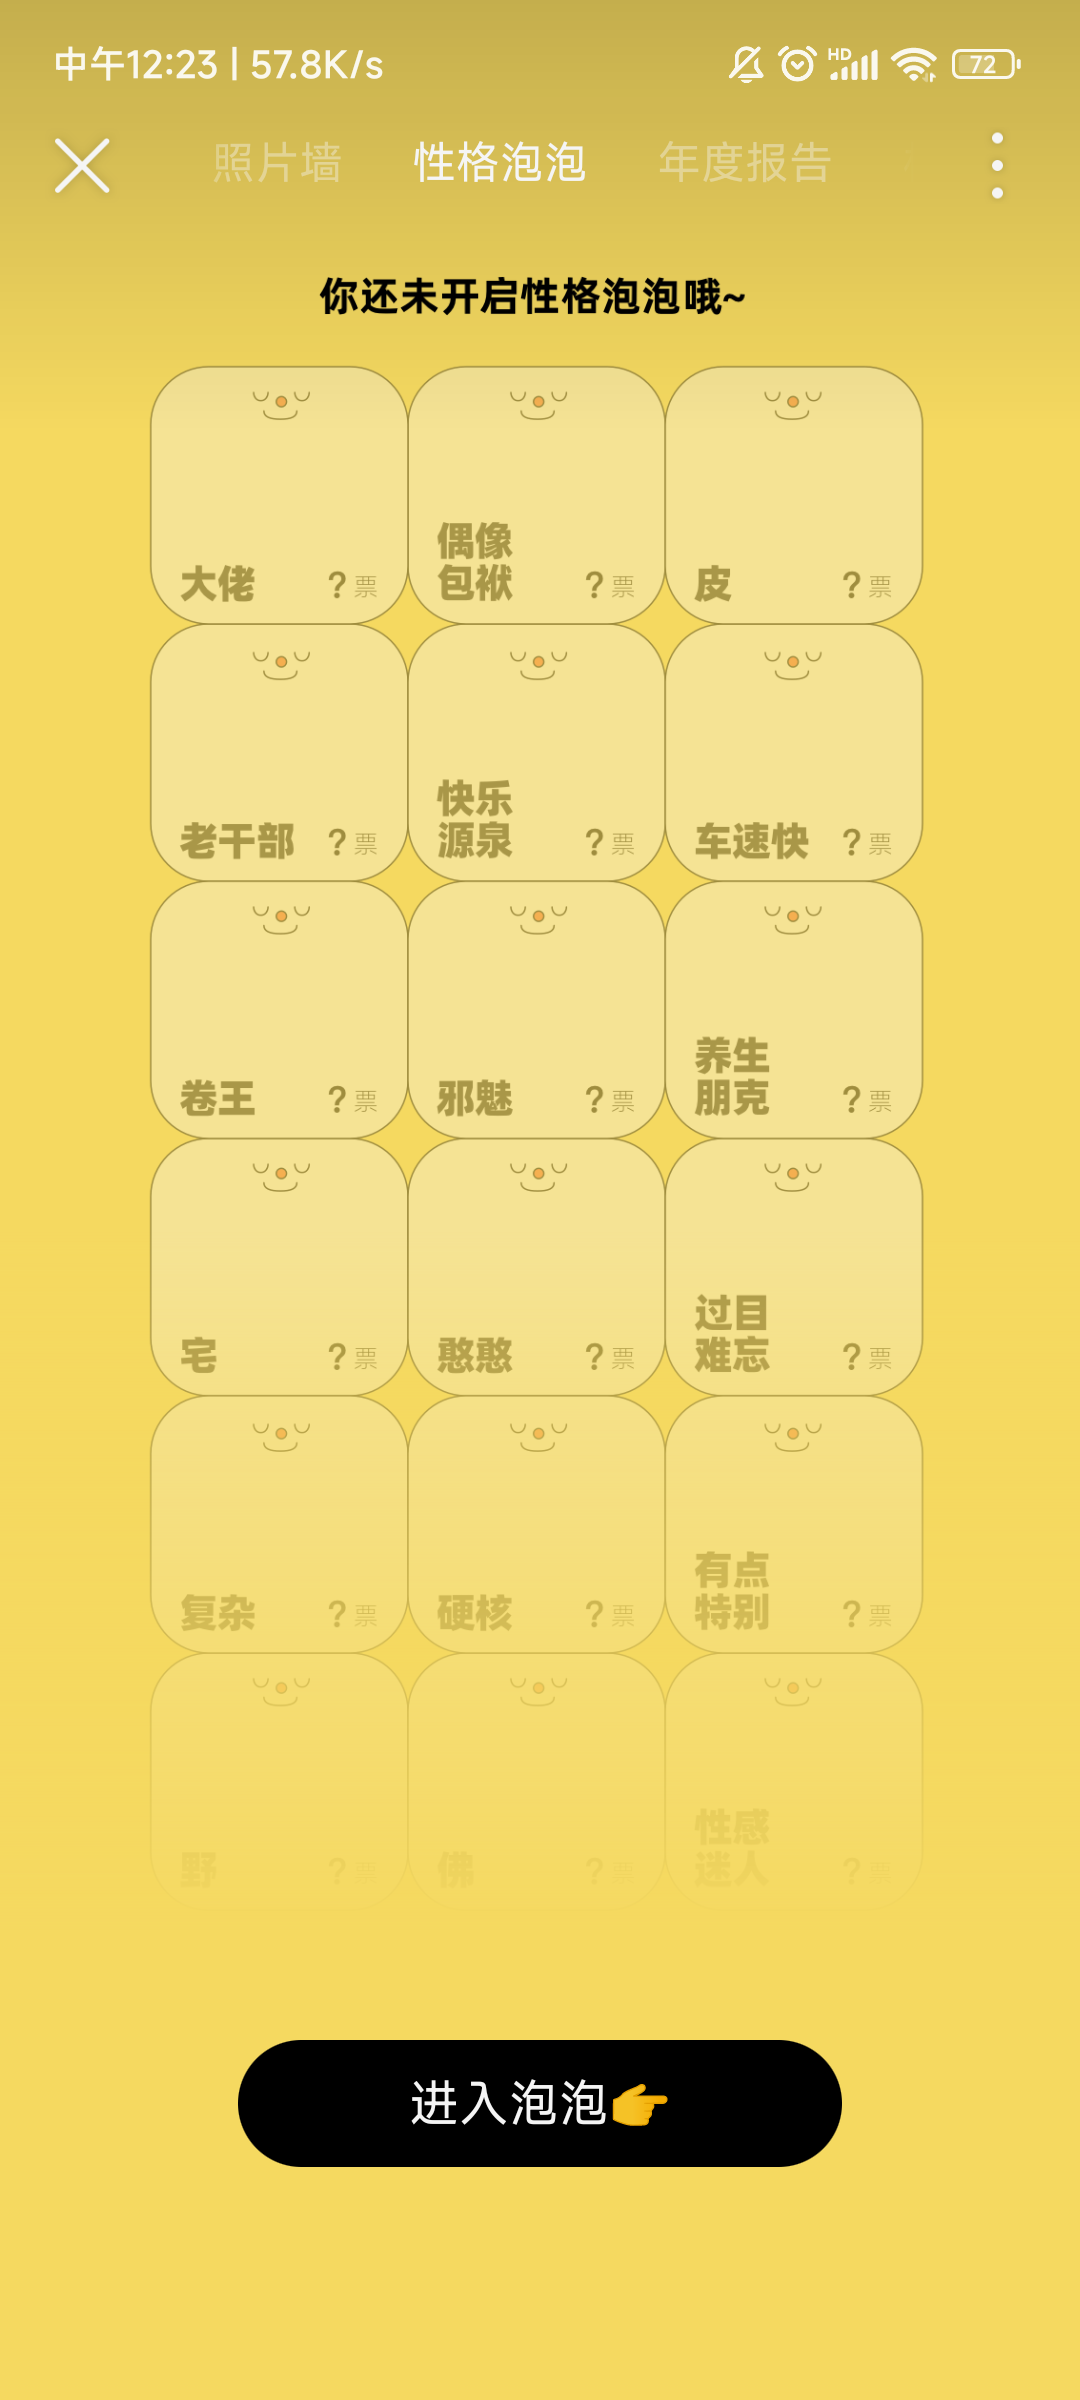 中午12:23 | 57.8K/s
HD
72
照片墙 性格泡泡 年度报告
你还未开启性格泡泡哦~
大佬 ?票
偶像
包袱 ?票
皮 ?票
老干部 ?票
快乐
源泉 ?票
车速快 ?票
卷王 ?票
邪魅 ?票
养生
朋克 ?票
宅 ?票
憨憨 ?票
过目
难忘 ?票
复杂 ?票
硬核 ?票
有点
特别 ?票
野 ?票
佛 ?票
性感
迷人 ?票
进入泡泡👉